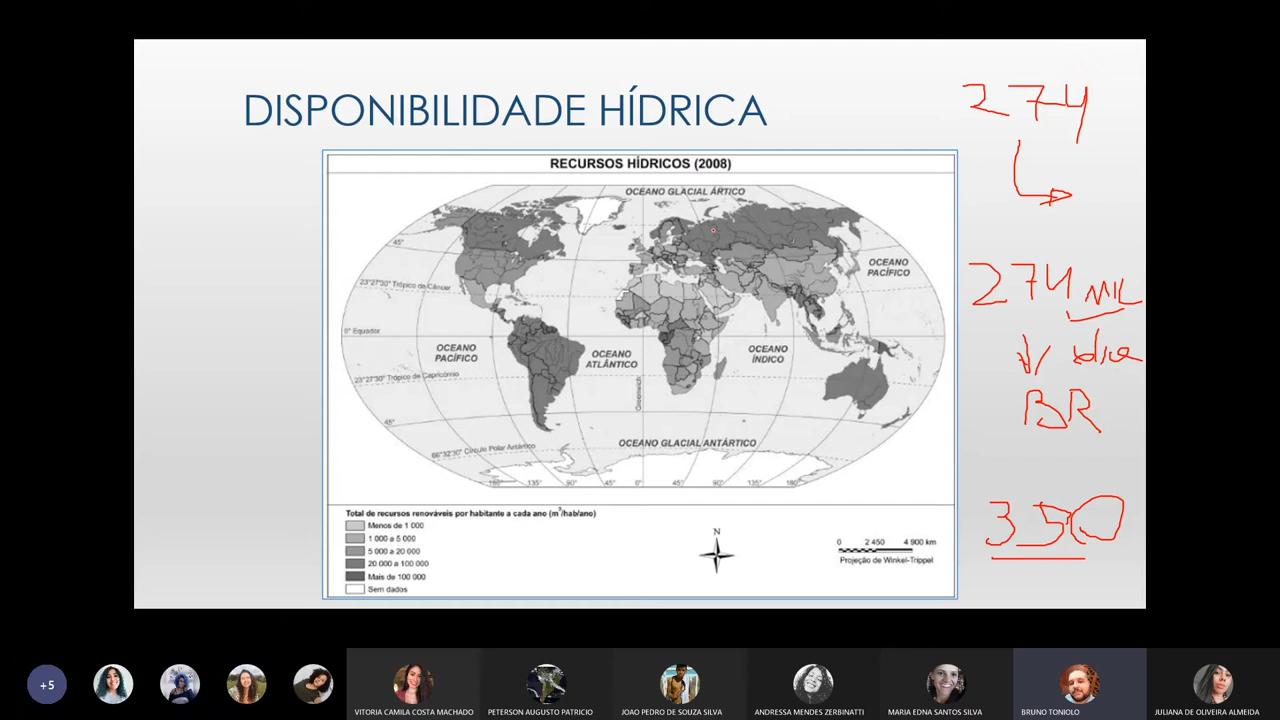 DISPONIBILIDADE HÍDRICA
274
RECURSOS HÍDRICOS (2008)
OCEANO GLACIAL ÁRTICO
45°
OCEANO
PACÍFICO
274 MIL
23°27'30" Trópico de Câncer
0° Equador
OCEANO
PACÍFICO
OCEANO
ATLÂNTICO
OCEANO
ÍNDICO
23°27'30" Trópico de Capricórnio
Greenwich
BR
45°
OCEANO GLACIAL ANTÁRTICO
66°32'30" Círculo Polar Antártico
180° 135° 90° 45° 0° 45° 90° 135° 180°
350
Total de recursos renováveis por habitante a cada ano (m³/hab/ano)
Menos de 1 000
1 000 a 5 000
5 000 a 20 000
20 000 a 100 000
Mais de 100 000
Sem dados
N
0 2 450 4 900 km
Projeção de Winkel-Trippel
+5
VITORIA CAMILA COSTA MACHADO
PETERSON AUGUSTO PATRICIO
JOAO PEDRO DE SOUZA SILVA
ANDRESSA MENDES ZERBINATTI
MARIA EDNA SANTOS SILVA
BRUNO TONIOLO
JULIANA DE OLIVEIRA ALMEIDA